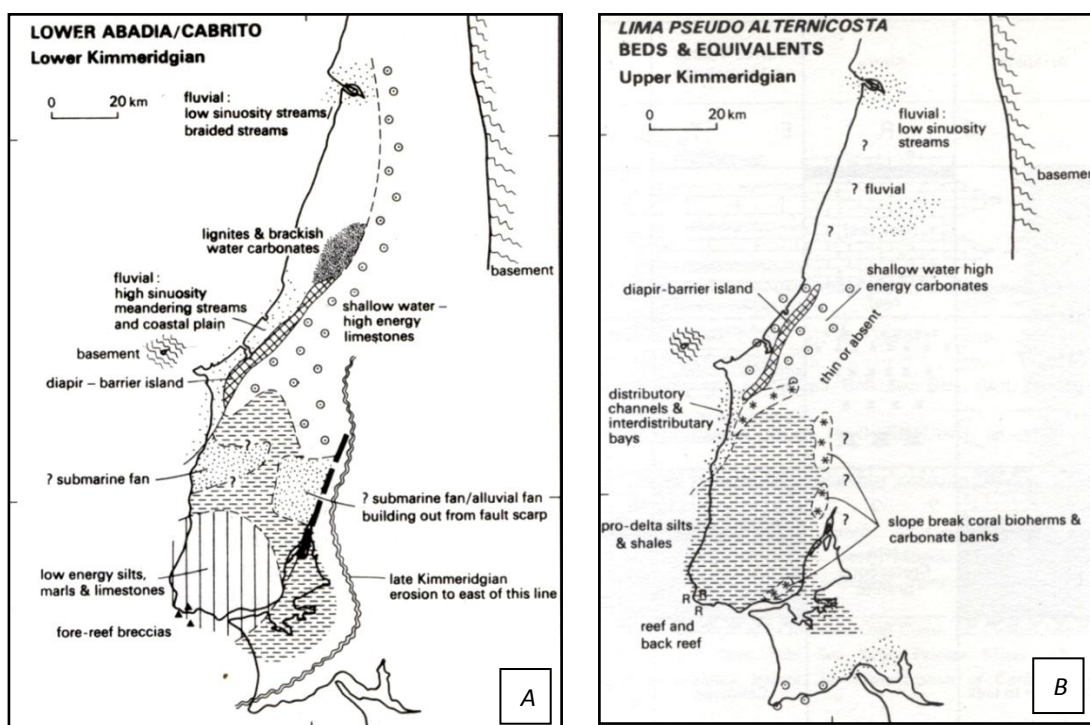 LOWER ABADIA/CABRITO
Lower Kimmeridgian
0 20 km
fluvial :
low sinuosity streams/
braided streams
lignites & brackish
water carbonates
fluvial :
high sinuosity
meandering streams
and coastal plain
basement
shallow water –
high energy
limestones
basement
diapir – barrier island
?
? submarine fan
?
? submarine fan/alluvial fan
building out from fault scarp
low energy silts,
marls & limestones
late Kimmeridgian
erosion to east of this line
fore-reef breccias
A
LIMA PSEUDO ALTERNICOSTA
BEDS & EQUIVALENTS
Upper Kimmeridgian
0 20 km
fluvial :
low sinuosity
streams
?
basement
? fluvial
?
?
shallow water high
energy carbonates
diapir-barrier island
thin or absent
distributory
channels &
interdistributary
bays
?
?
pro-delta silts
& shales
?
slope break coral bioherms &
carbonate banks
R R
R
reef and
back reef
B